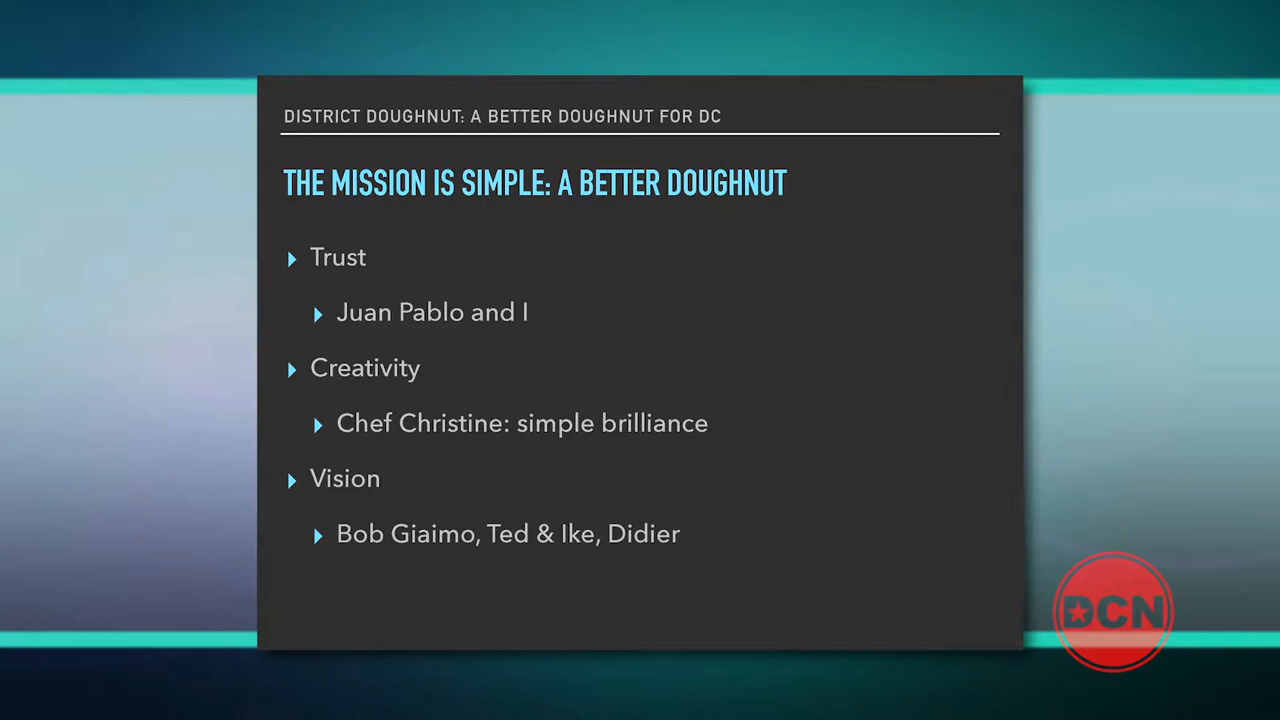 DISTRICT DOUGHNUT: A BETTER DOUGHNUT FOR DC
THE MISSION IS SIMPLE: A BETTER DOUGHNUT
Trust
Juan Pablo and I
Creativity
Chef Christine: simple brilliance
Vision
Bob Giaimo, Ted & Ike, Didier
DCN